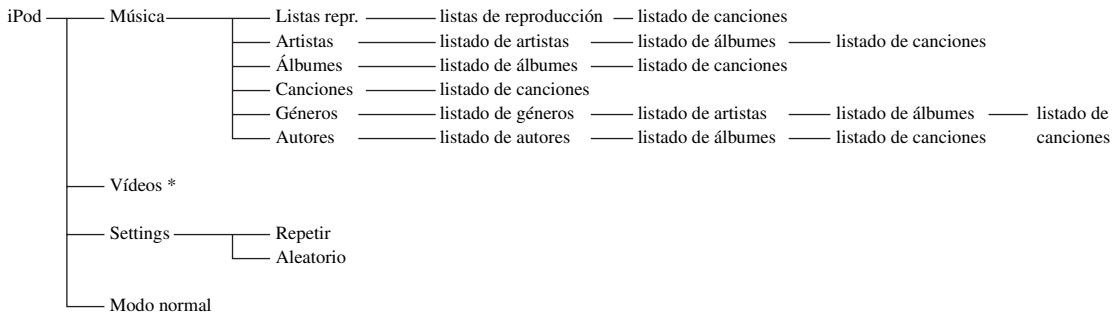 iPod Música Listas repr. listas de reproducción listado de canciones
Artistas listado de artistas listado de álbumes listado de canciones
Álbumes listado de álbumes listado de canciones
Canciones listado de canciones
Géneros listado de géneros listado de artistas listado de álbumes listado de
Autores listado de autores listado de álbumes listado de canciones canciones
Vídeos *
Settings Repetir
Aleatorio
Modo normal